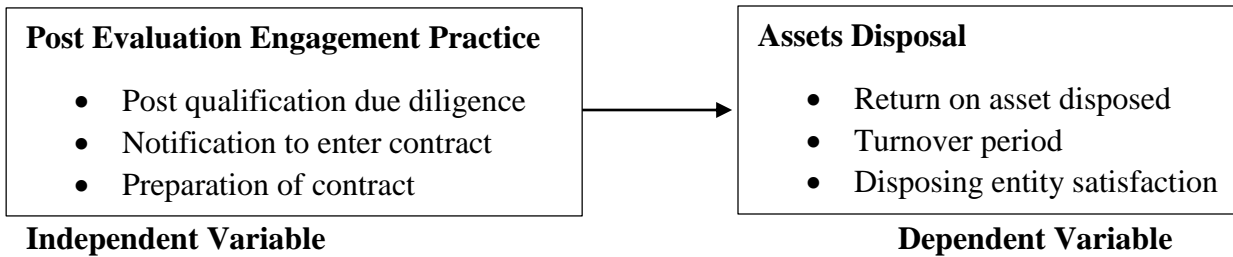 Post Evaluation Engagement Practice
• Post qualification due diligence
• Notification to enter contract
• Preparation of contract
Independent Variable
Assets Disposal
• Return on asset disposed
• Turnover period
• Disposing entity satisfaction
Dependent Variable